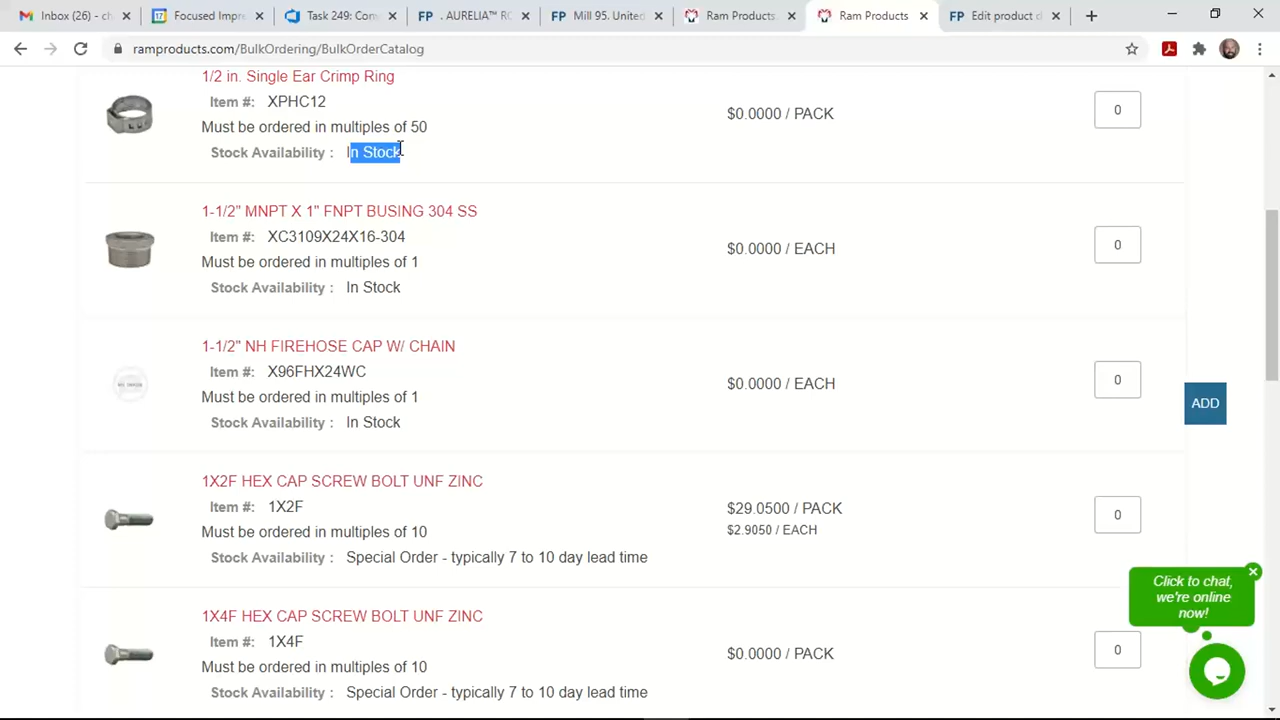 Inbox (26) - ch
17
Focused Impre
Task 249: Com
FP
. AURELIA™ RO
FP
Mill 95. United
Ram Products
Ram Products
FP
Edit product d
ramproducts.com/BulkOrdering/BulkOrderCatalog
1/2 in. Single Ear Crimp Ring
Item #: XPHC12
Must be ordered in multiples of 50
Stock Availability : In Stock
$0.0000 / PACK
0
1-1/2" MNPT X 1" FNPT BUSING 304 SS
Item #: XC3109X24X16-304
Must be ordered in multiples of 1
Stock Availability : In Stock
$0.0000 / EACH
0
1-1/2" NH FIREHOSE CAP W/ CHAIN
Item #: X96FHX24WC
Must be ordered in multiples of 1
Stock Availability : In Stock
$0.0000 / EACH
0
ADD
1X2F HEX CAP SCREW BOLT UNF ZINC
Item #: 1X2F
Must be ordered in multiples of 10
Stock Availability : Special Order - typically 7 to 10 day lead time
$29.0500 / PACK
$2.9050 / EACH
0
1X4F HEX CAP SCREW BOLT UNF ZINC
Item #: 1X4F
Must be ordered in multiples of 10
Stock Availability : Special Order - typically 7 to 10 day lead time
$0.0000 / PACK
0
Click to chat,
we're online
now!